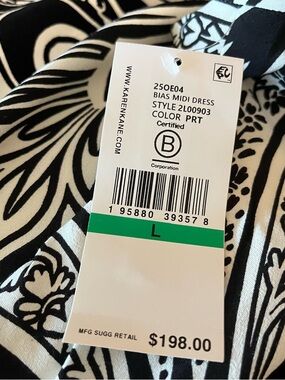 WWW.KARENKANE.COM
25OE04
BIAS MIDI DRESS
STYLE 2L00903
COLOR PRT
Certified
B
Corporation
1 95880 39357 8
L
MFG SUGG RETAIL $198.00